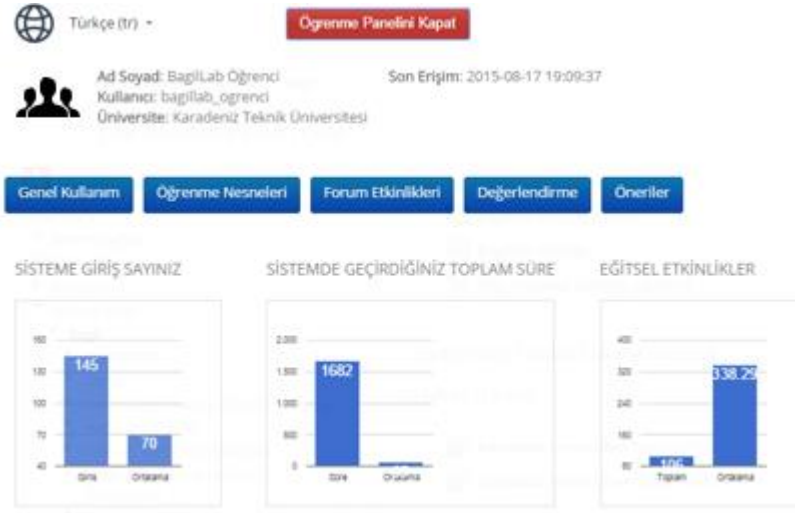 Türkçe (tr)
Ögrenme Panelini Kapat
Ad Soyad: BagilLab Öğrenci
Son Erişim: 2015-08-17 19:09:37
Kullanıcı: bagillab_ogrenci
Üniversite: Karadeniz Teknik Üniversitesi
Genel Kullanım
Öğrenme Nesneleri
Forum Etkinlikleri
Değerlendirme
Öneriler
SİSTEME GİRİŞ SAYINIZ
160
130
100
70
40
145
70
Giriş
Ortalama
SİSTEMDE GEÇİRDİĞİNİZ TOPLAM SÜRE
2.000
1.500
1.000
500
0
1682
Süre
Ortalama
EĞİTSEL ETKİNLİKLER
400
320
240
160
80
106
338.29
Toplam
Ortalama